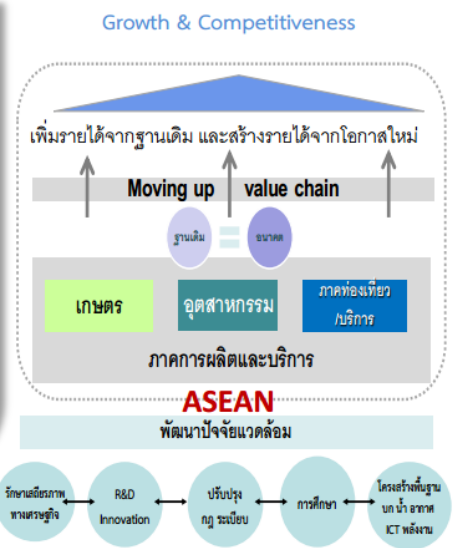 Growth & Competitiveness
เพิ่มรายได้จากฐานเดิม และสร้างรายได้จากโอกาสใหม่
Moving up value chain
ฐานเดิม
อนาคต
เกษตร
อุตสาหกรรม
ภาคท่องเที่ยว
/บริการ
ภาคการผลิตและบริการ
ASEAN
พัฒนาปัจจัยแวดล้อม
รักษาเสถียรภาพ
ทางเศรษฐกิจ
R&D
Innovation
ปรับปรุง
กฎ ระเบียบ
การศึกษา
โครงสร้างพื้นฐาน
บก น้ำ อากาศ
ICT พลังงาน